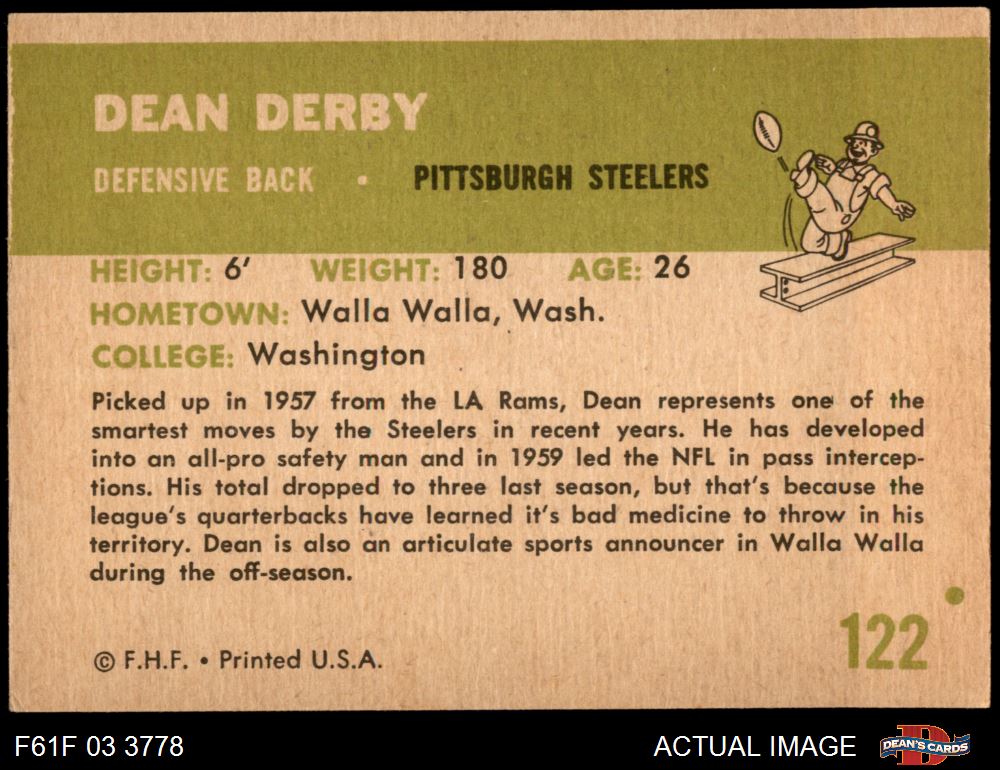 DEAN DERBY
DEFENSIVE BACK • PITTSBURGH STEELERS
HEIGHT: 6' WEIGHT: 180 AGE: 26
HOMETOWN: Walla Walla, Wash.
COLLEGE: Washington
Picked up in 1957 from the LA Rams, Dean represents one of the
smartest moves by the Steelers in recent years. He has developed
into an all-pro safety man and in 1959 led the NFL in pass intercep-
tions. His total dropped to three last season, but that's because the
league's quarterbacks have learned it's bad medicine to throw in his
territory. Dean is also an articulate sports announcer in Walla Walla
during the off-season.
122
© F.H.F. • Printed U.S.A.
F61F 03 3778
ACTUAL IMAGE
D
DEAN'S CARDS